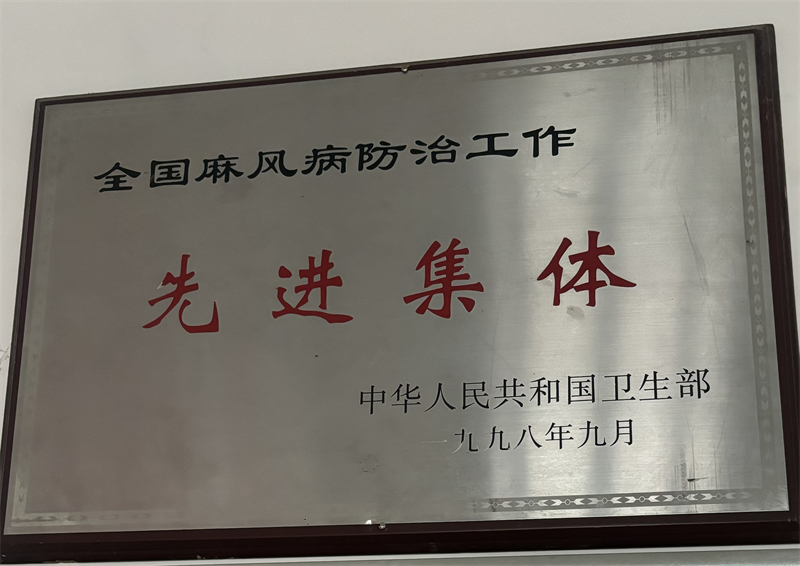 全国麻风病防治工作
先进集体
中华人民共和国卫生部
一九九八年九月